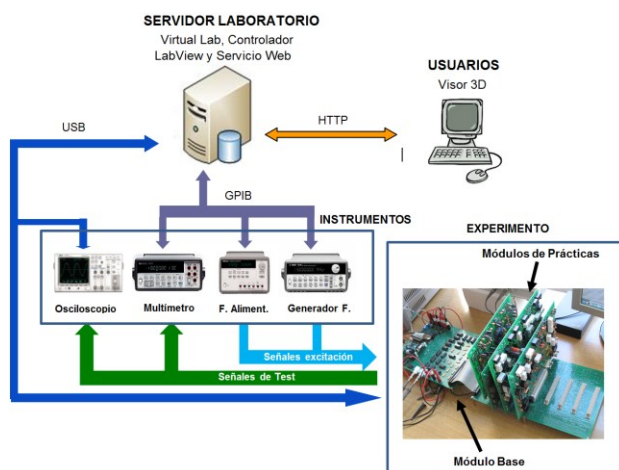 SERVIDOR LABORATORIO
Virtual Lab, Controlador
LabView y Servicio Web
USUARIOS
Visor 3D
USB
HTTP
GPIB
INSTRUMENTOS
EXPERIMENTO
Módulos de Prácticas
Osciloscopio
Multímetro
F. Aliment.
Generador F.
Señales excitación
Señales de Test
Módulo Base